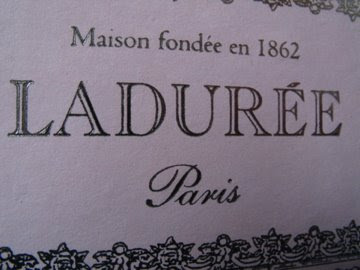 Maison fondée en 1862
LADURÉE
Paris